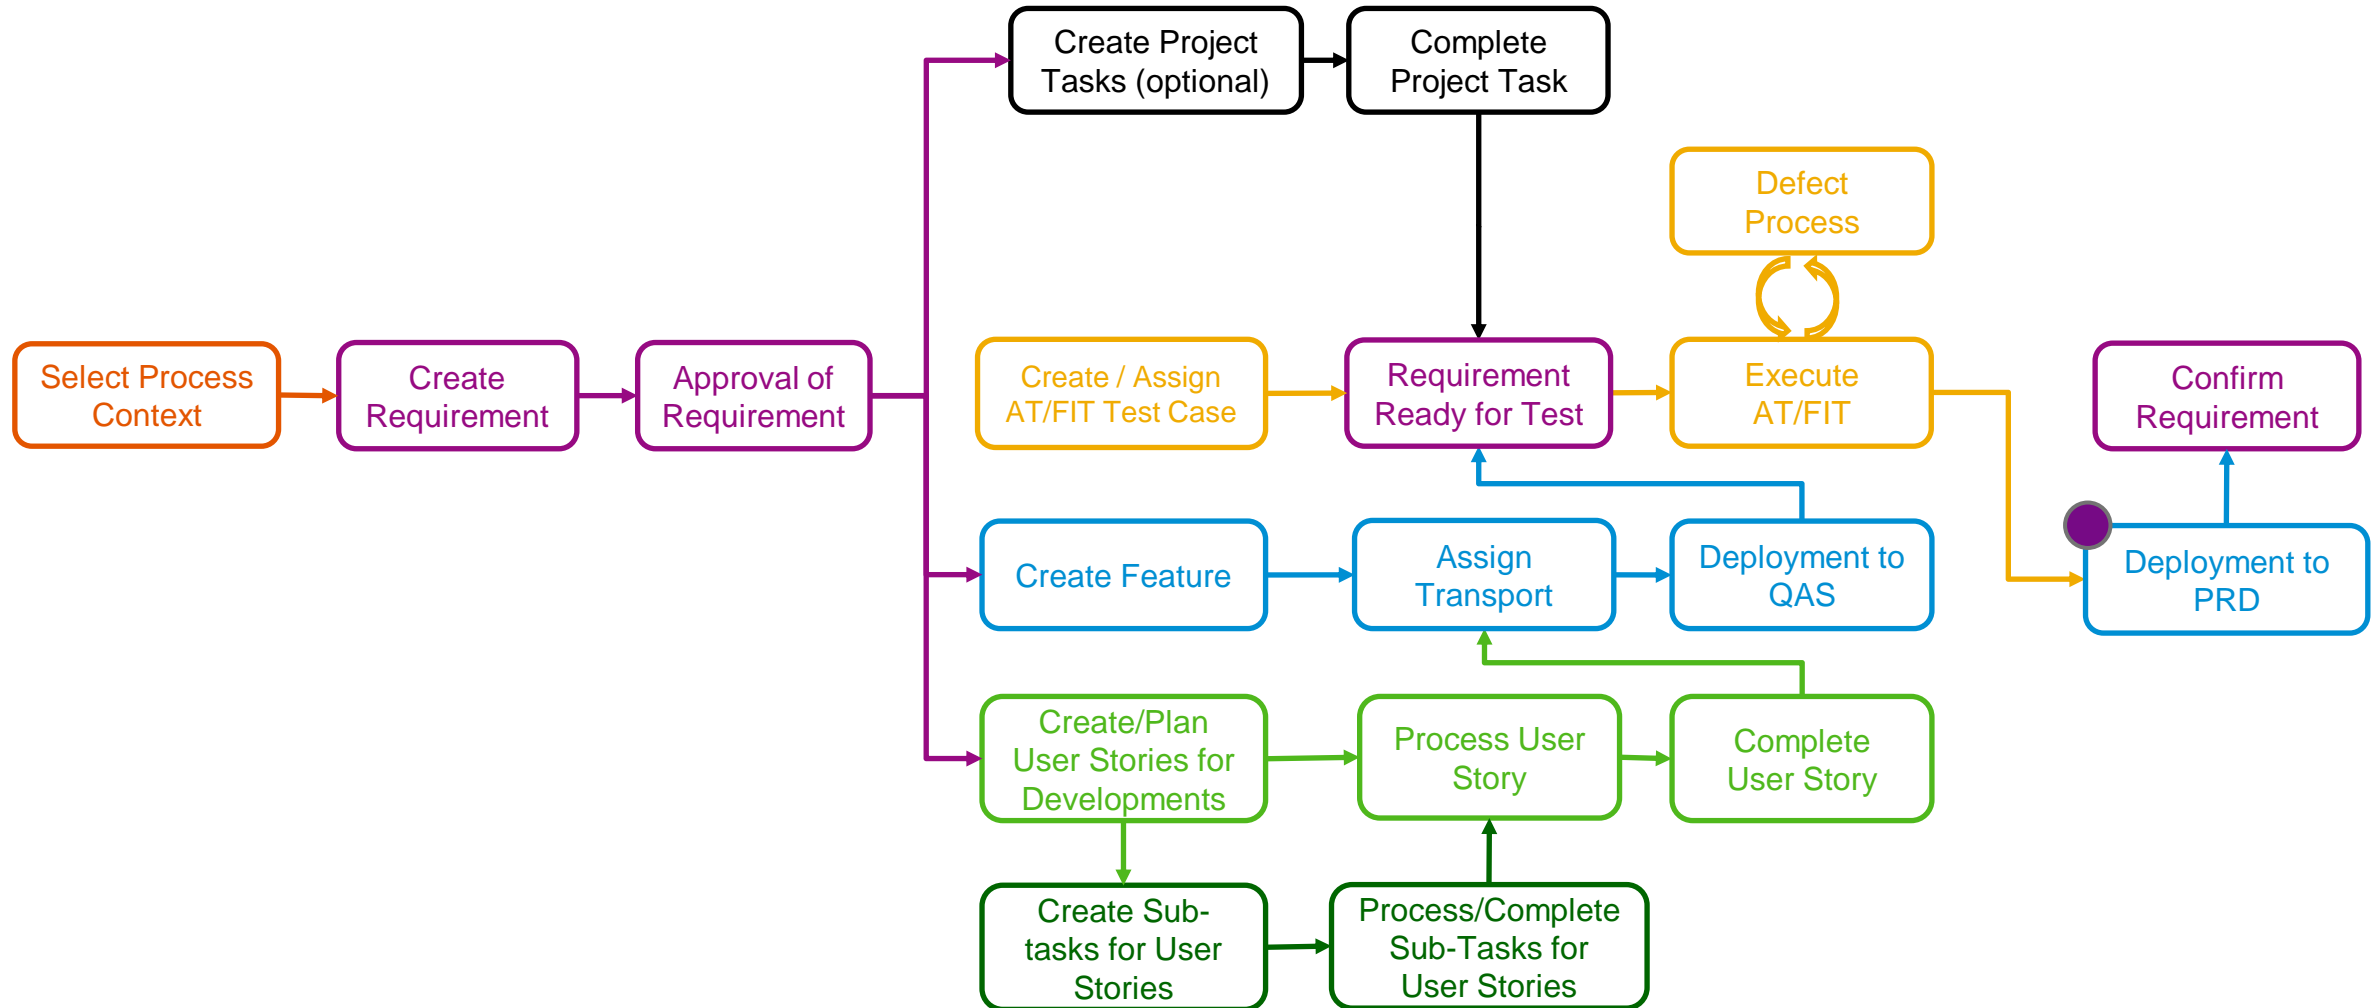 Create Project
Tasks (optional)
Complete
Project Task
Defect
Process
Select Process
Context
Create
Requirement
Approval of
Requirement
Create / Assign
AT/FIT Test Case
Requirement
Ready for Test
Execute
AT/FIT
Confirm
Requirement
Create Feature
Assign
Transport
Deployment to
QAS
Deployment to
PRD
Create/Plan
User Stories for
Developments
Process User
Story
Complete
User Story
Create Sub-
tasks for User
Stories
Process/Complete
Sub-Tasks for
User Stories